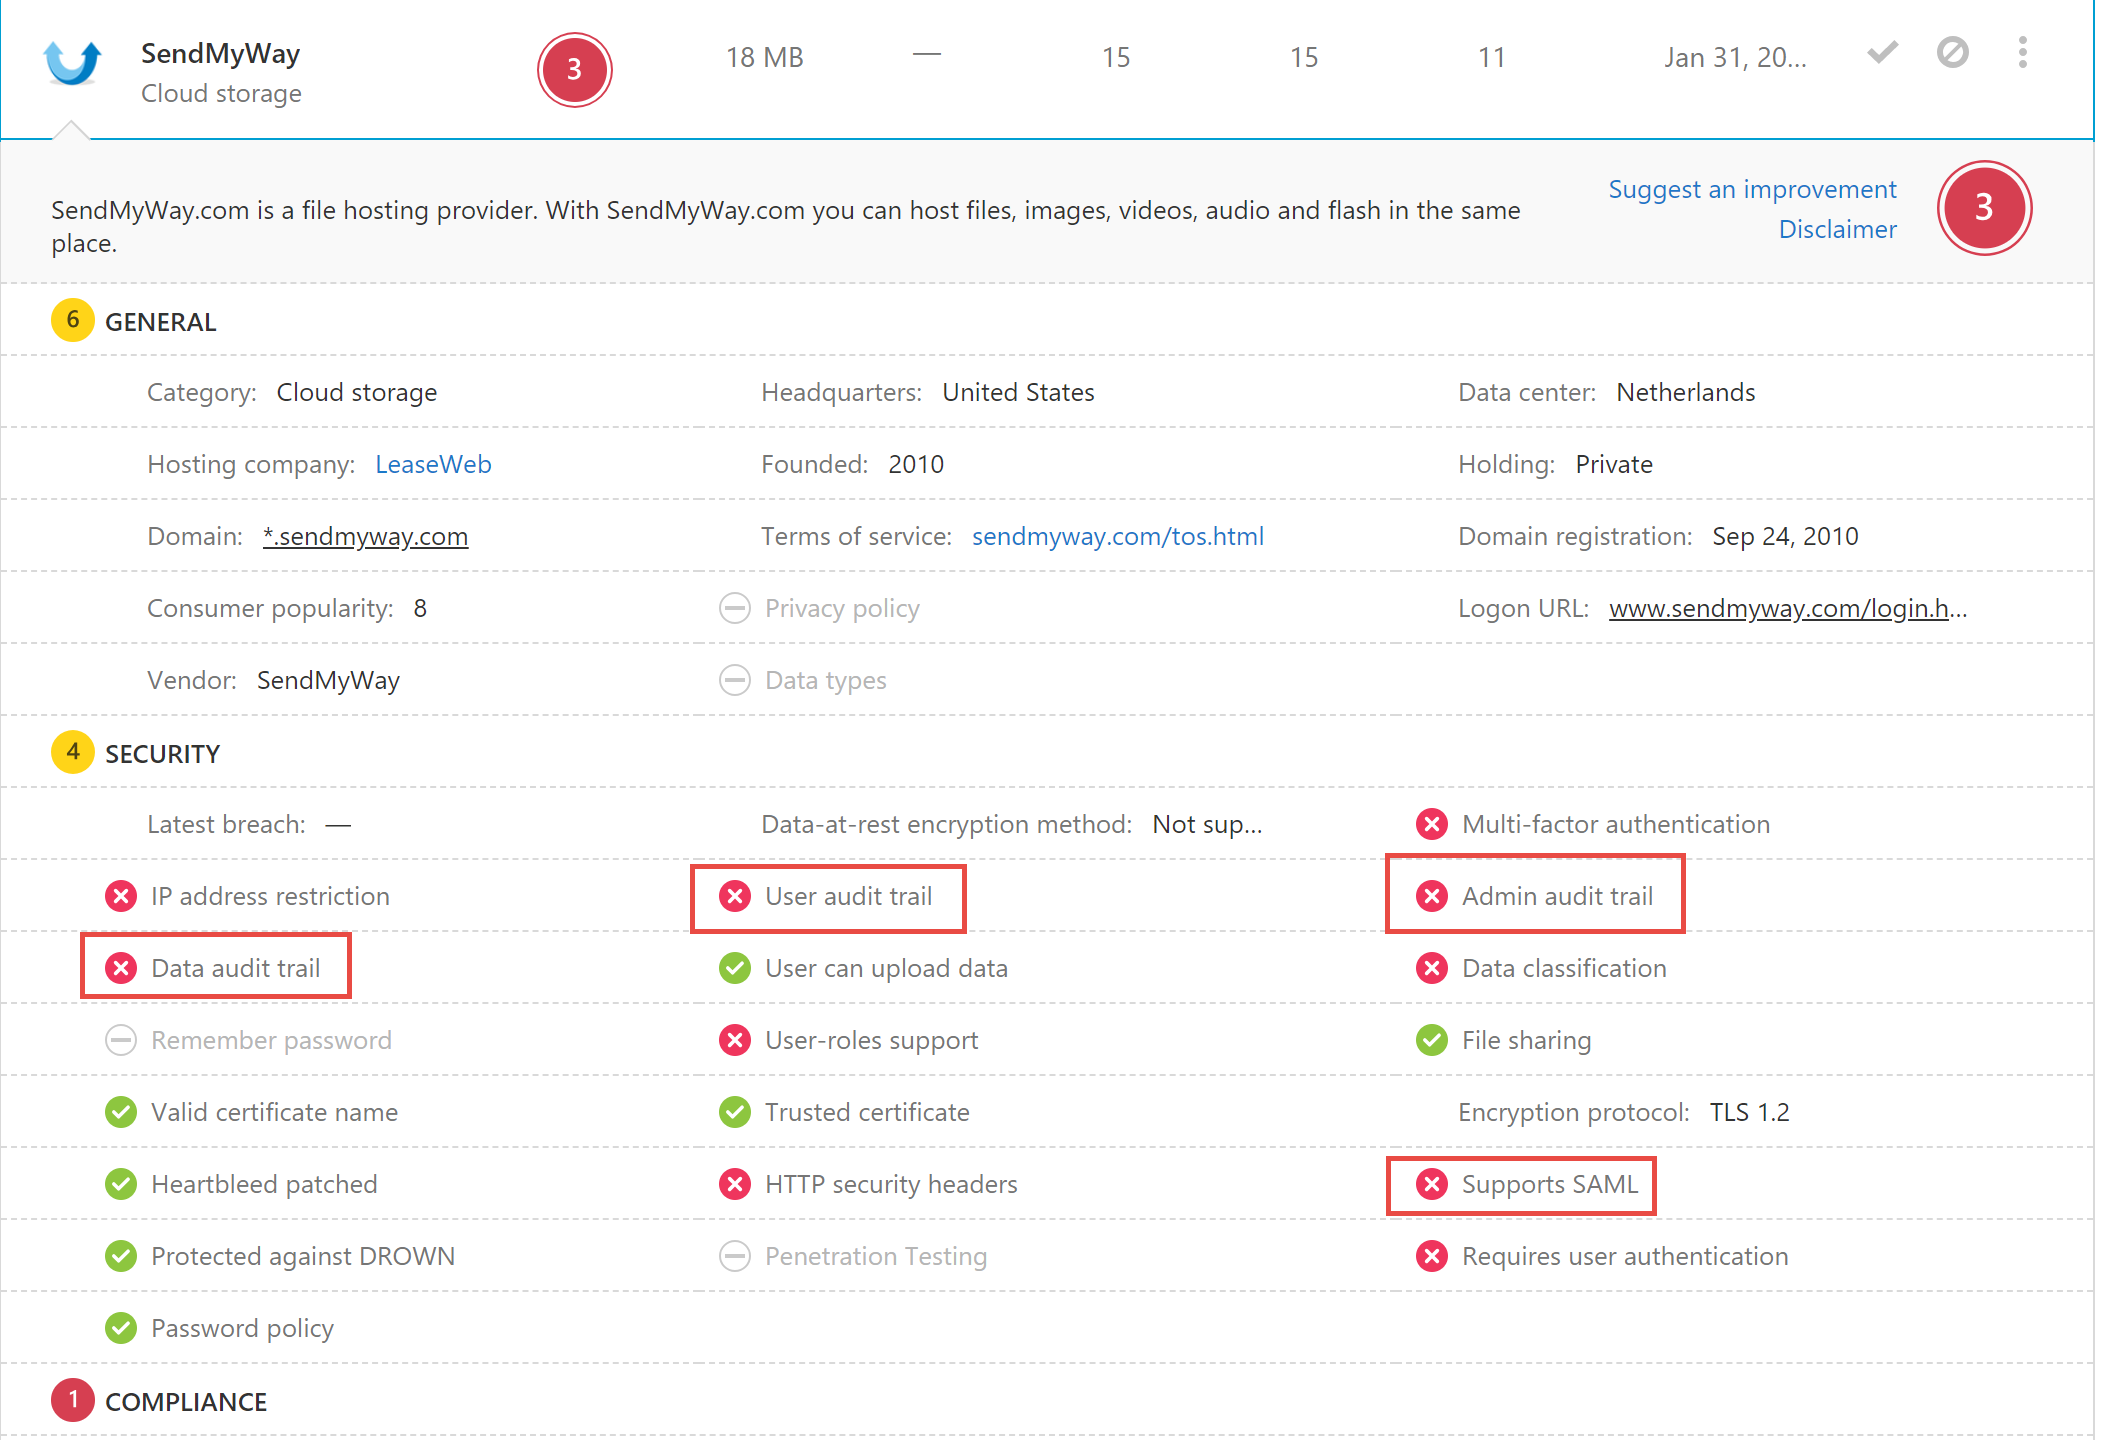 SendMyWay
Cloud storage
3
18 MB
—
15
15
11
Jan 31, 20...
SendMyWay.com is a file hosting provider. With SendMyWay.com you can host files, images, videos, audio and flash in the same
place.
Suggest an improvement
Disclaimer
3
6 GENERAL
Category: Cloud storage
Headquarters: United States
Data center: Netherlands
Hosting company: LeaseWeb
Founded: 2010
Holding: Private
Domain: *.sendmyway.com
Terms of service: sendmyway.com/tos.html
Domain registration: Sep 24, 2010
Consumer popularity: 8
Privacy policy
Logon URL: www.sendmyway.com/login.h...
Vendor: SendMyWay
Data types
4 SECURITY
Latest breach: —
Data-at-rest encryption method: Not sup...
Multi-factor authentication
IP address restriction
User audit trail
Admin audit trail
Data audit trail
User can upload data
Data classification
Remember password
User-roles support
File sharing
Valid certificate name
Trusted certificate
Encryption protocol: TLS 1.2
Heartbleed patched
HTTP security headers
Supports SAML
Protected against DROWN
Penetration Testing
Requires user authentication
Password policy
1 COMPLIANCE